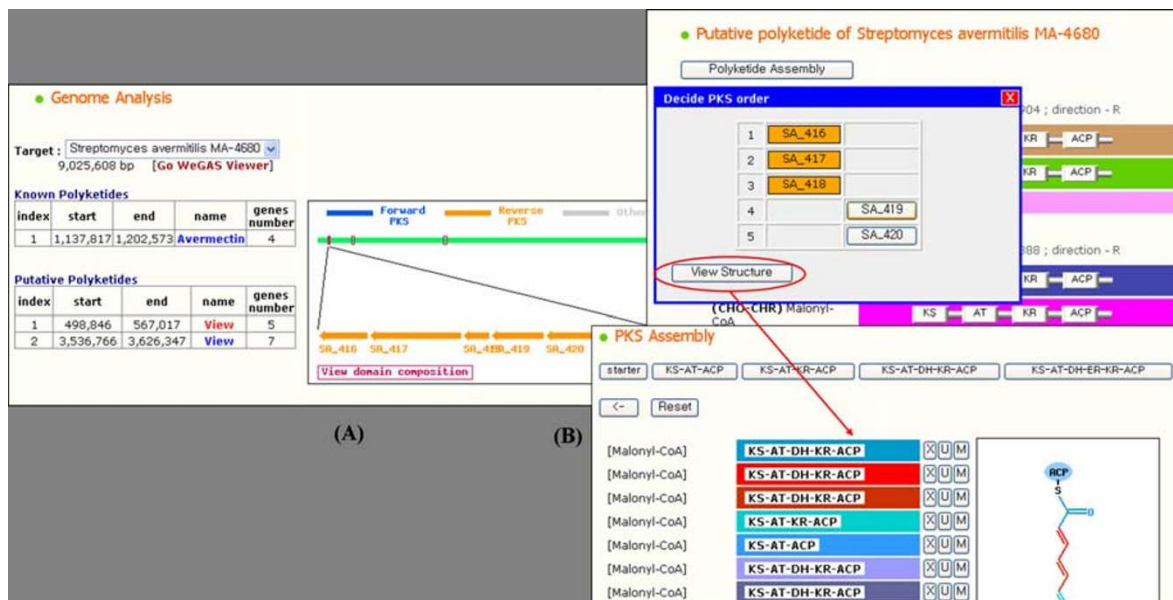 Genome Analysis
Target : Streptomyces avermitilis MA-4680
9,025,608 bp [Go WeGAS Viewer]
Known Polyketides
index start end name genes number
1 1,137,817 1,202,573 Avermectin 4
Putative Polyketides
index start end name genes number
1 498,846 567,017 View 5
2 3,536,766 3,626,347 View 7
Forward PKS Reverse PKS Other
SA_416 SA_417 SA_419 SA_420
View domain composition
(A)
(B)
Putative polyketide of Streptomyces avermitilis MA-4680
Polyketide Assembly
904 ; direction - R
KR ACP
KR ACP
Decide PKS order X
1 SA_416
2 SA_417
3 SA_418
4 SA_419
5 SA_420
View Structure
388 ; direction - R
KR ACP
(CHO-CHR) Malonyl-CoA KS AT KR ACP
PKS Assembly
starter KS-AT-ACP KS-AT-KR-ACP KS-AT-DH-KR-ACP KS-AT-DH-ER-KR-ACP
<- Reset
[Malonyl-CoA] KS-AT-DH-KR-ACP X U M
[Malonyl-CoA] KS-AT-DH-KR-ACP X U M
[Malonyl-CoA] KS-AT-DH-KR-ACP X U M
[Malonyl-CoA] KS-AT-KR-ACP X U M
[Malonyl-CoA] KS-AT-ACP X U M
[Malonyl-CoA] KS-AT-DH-KR-ACP X U M
[Malonyl-CoA] KS-AT-DH-KR-ACP X U M
ACP
S
O